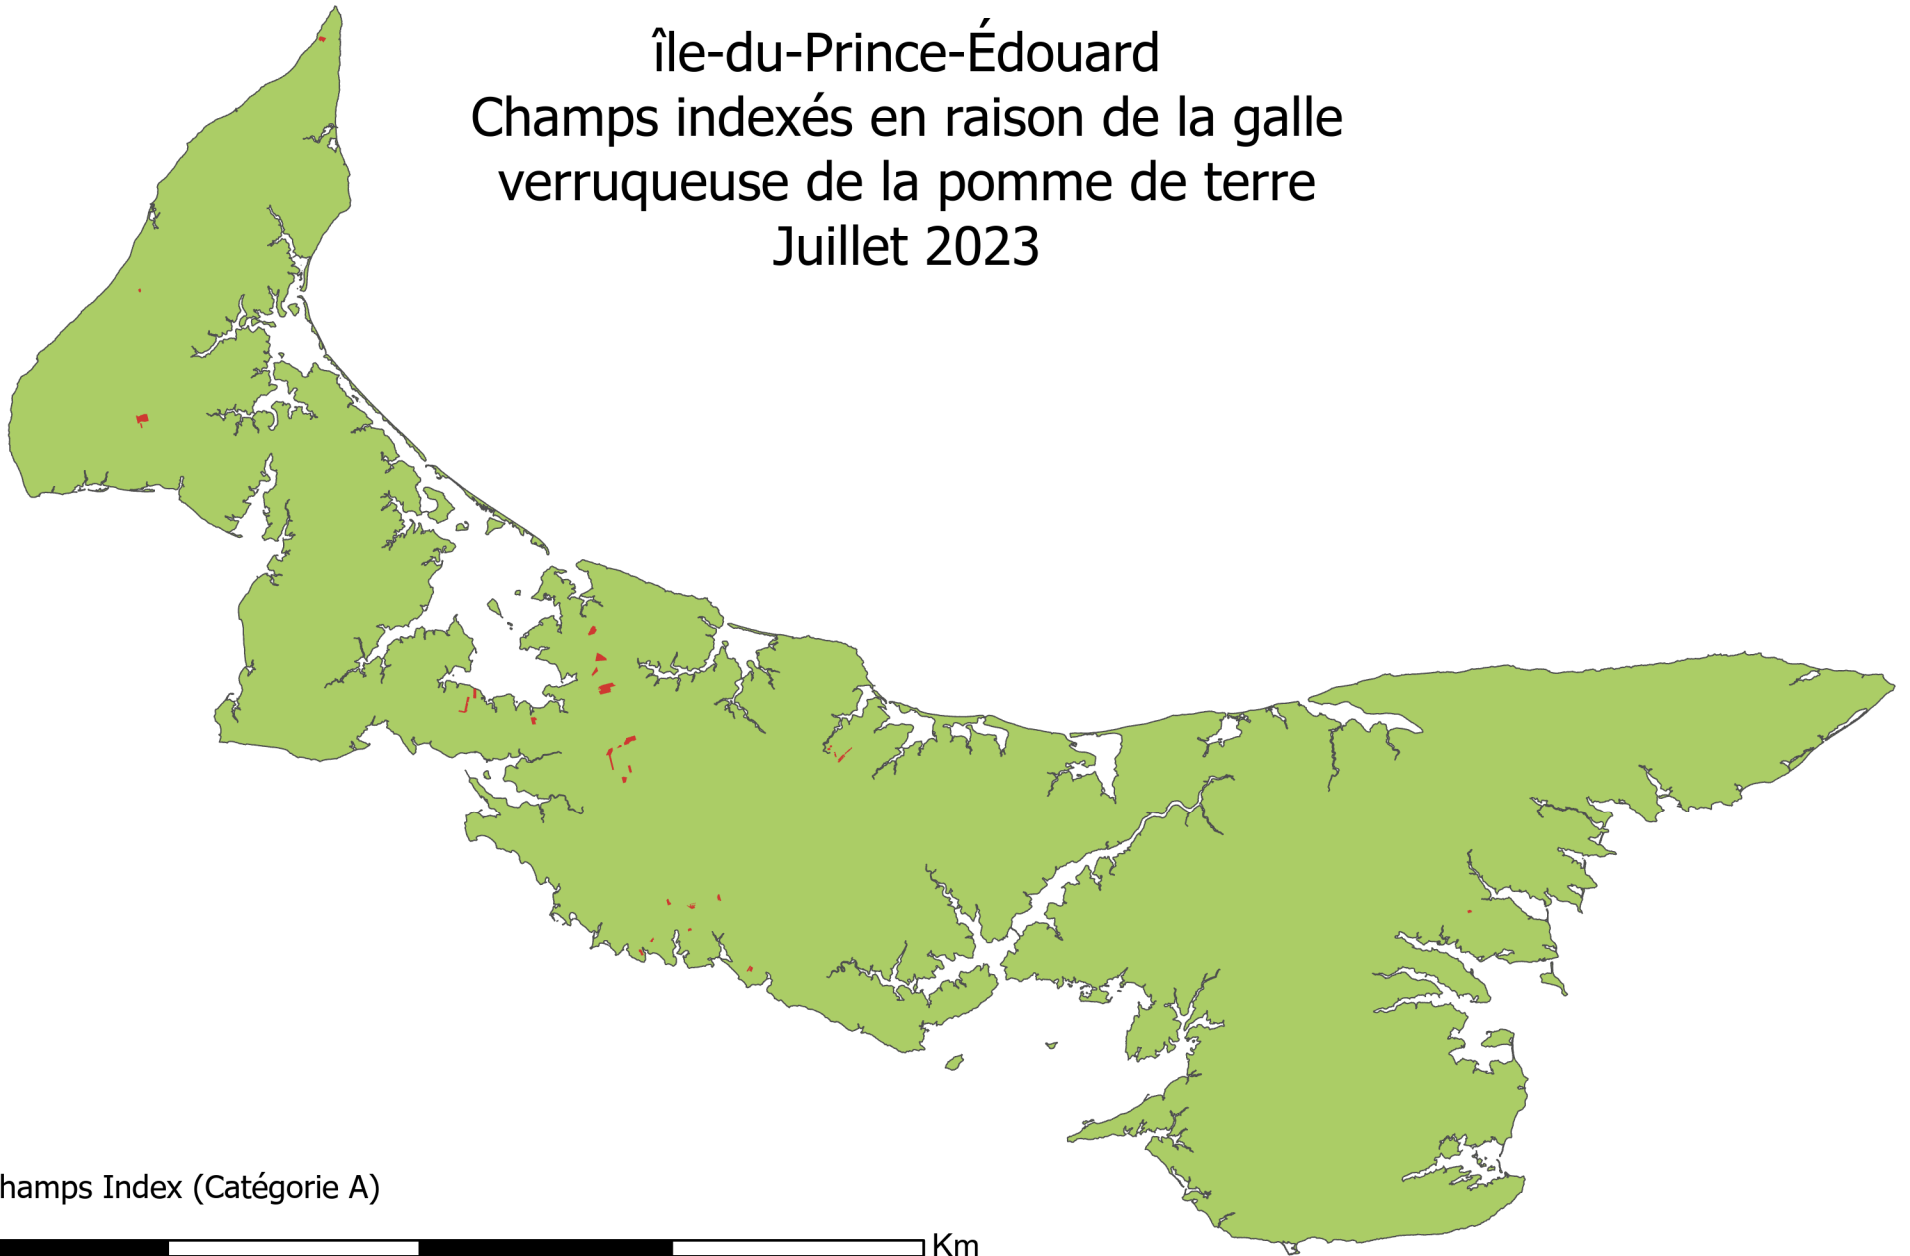 île-du-Prince-Édouard
Champs indexés en raison de la galle
verruqueuse de la pomme de terre
Juillet 2023
hamps Index (Catégorie A)
Km